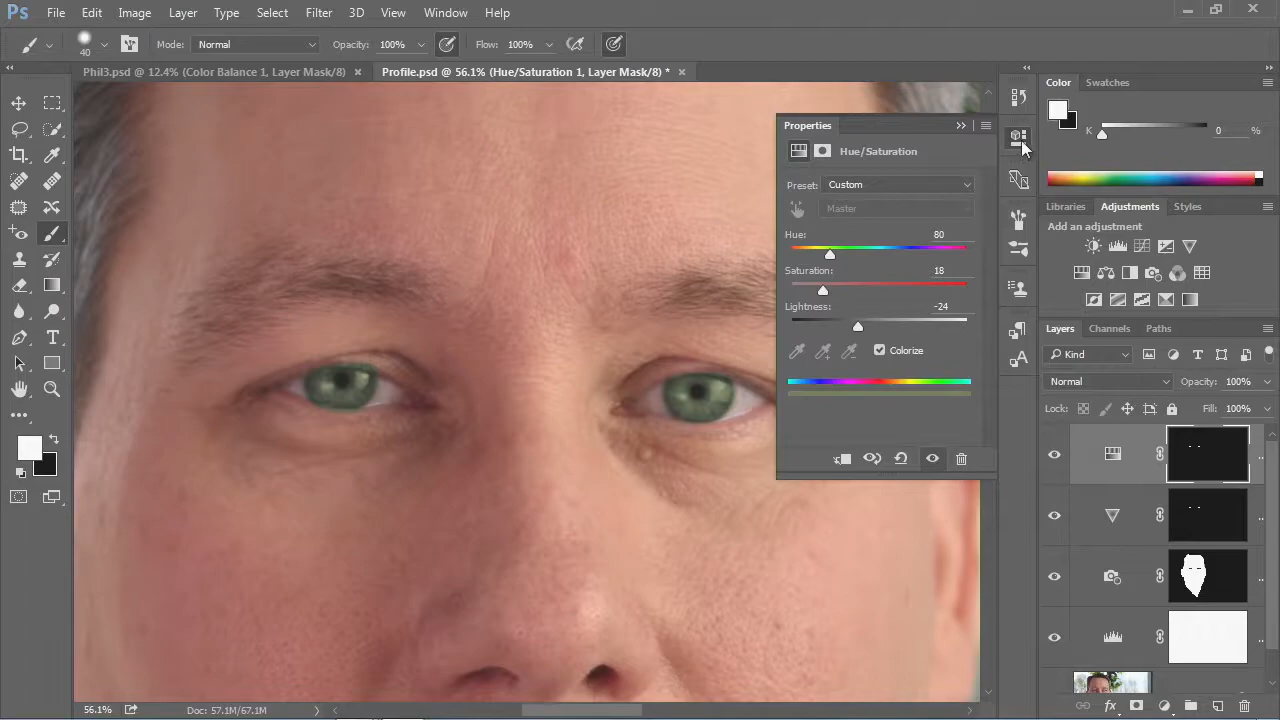 Ps File Edit Image Layer Type Select Filter 3D View Window Help
40 Mode: Normal Opacity: 100% Flow: 100%
Phil3.psd @ 12.4% (Color Balance 1, Layer Mask/8) × Profile.psd @ 56.1% (Hue/Saturation 1, Layer Mask/8) * ×
Color Swatches
K 0 %
Properties
Hue/Saturation
Preset: Custom
Master
Hue: 80
Saturation: 18
Lightness: -24
Colorize
Libraries Adjustments Styles
Add an adjustment
Layers Channels Paths
Kind
Normal Opacity: 100%
Lock: Fill: 100%
56.1% Doc: 57.1M/67.1M